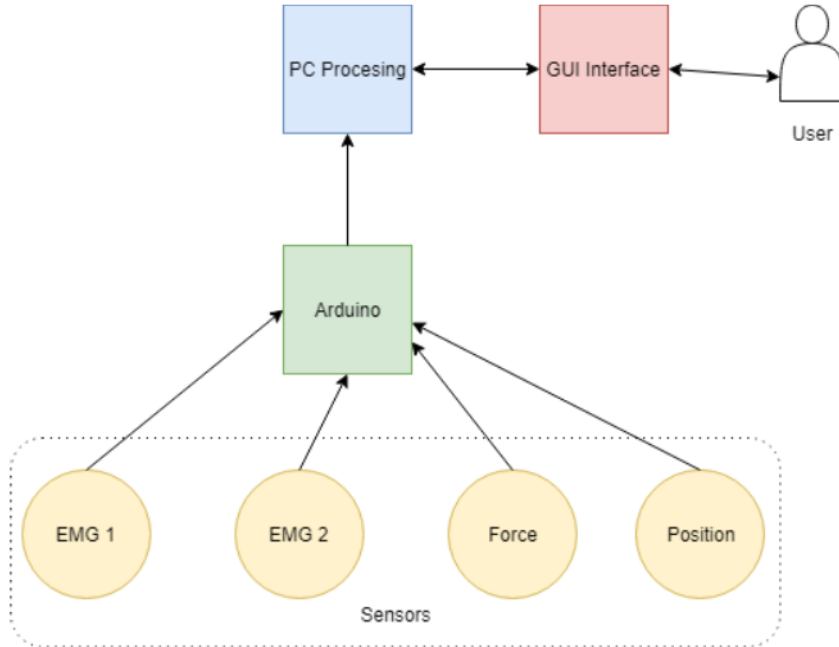 PC Procesing
GUI Interface
User
Arduino
EMG 1
EMG 2
Force
Position
Sensors